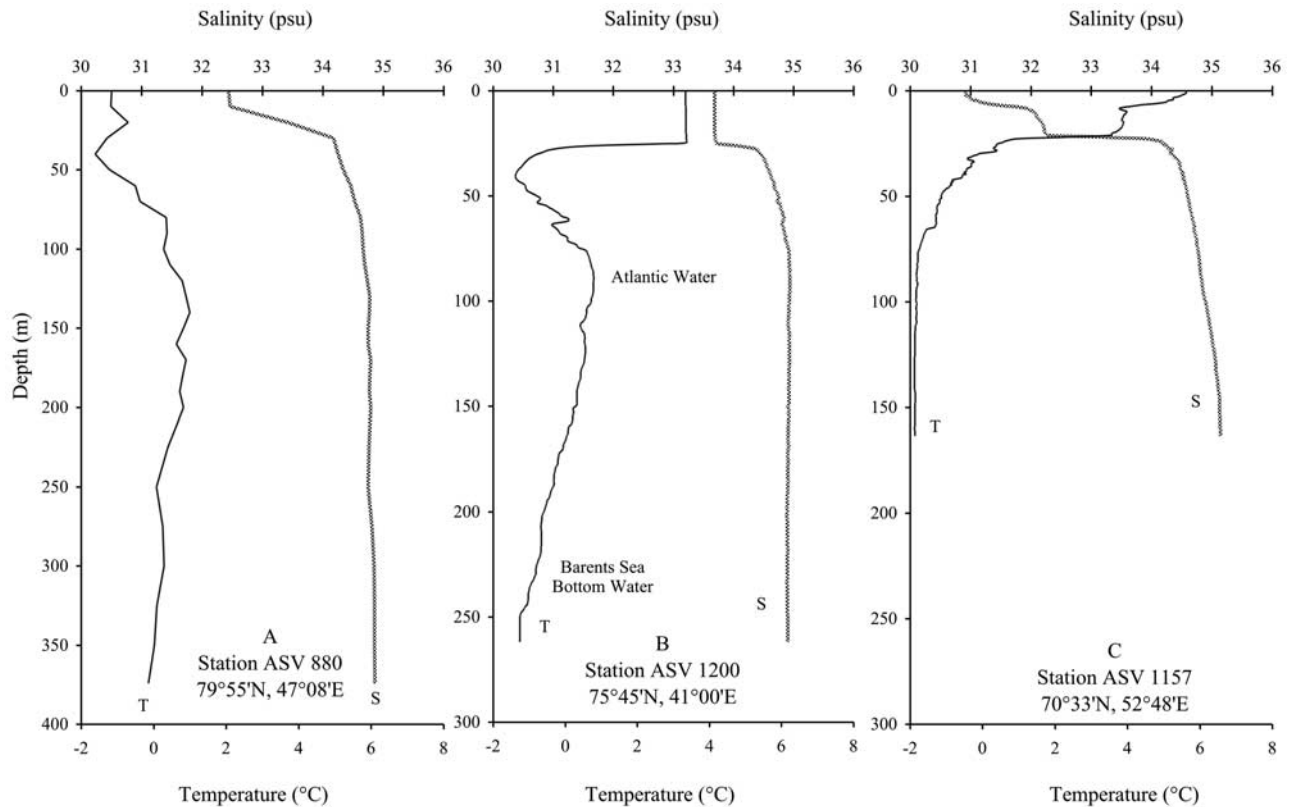 Salinity (psu)
30 31 32 33 34 35 36
0
50
100
150
200
250
300
350
400
Depth (m)
T
S
A
Station ASV 880
79°55'N, 47°08'E
-2 0 2 4 6 8
Temperature (°C)
Salinity (psu)
30 31 32 33 34 35 36
0
50
100
150
200
250
300
Atlantic Water
Barents Sea
Bottom Water
T
S
B
Station ASV 1200
75°45'N, 41°00'E
-2 0 2 4 6 8
Temperature (°C)
Salinity (psu)
30 31 32 33 34 35 36
0
50
100
150
200
250
300
S
T
C
Station ASV 1157
70°33'N, 52°48'E
-2 0 2 4 6 8
Temperature (°C)